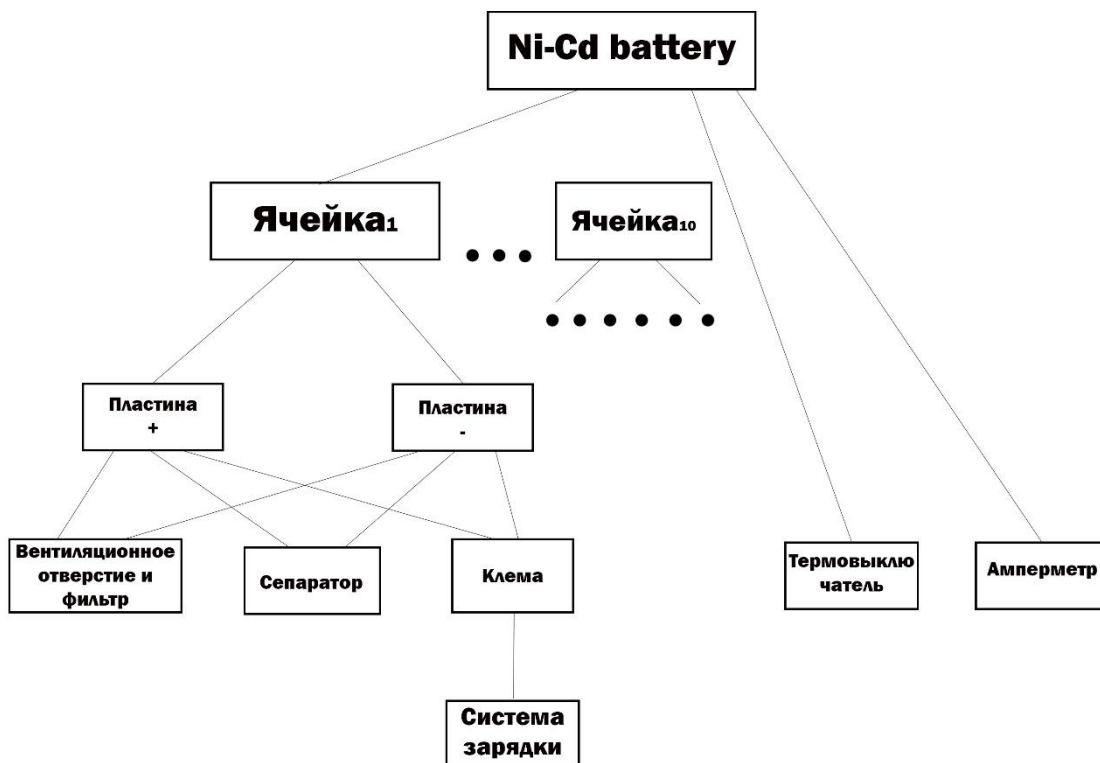 Ni-Cd battery
Ячейка1
Ячейка10
Пластина
+
Пластина
-
Вентиляционное
отверстие и
фильтр
Сепаратор
Клема
Термовыклю
чатель
Амперметр
Система
зарядки